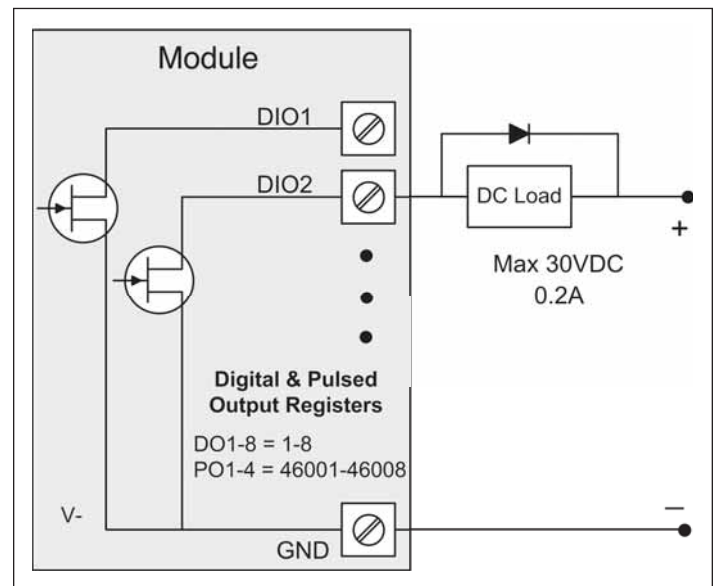 Module
DIO1
DIO2
DC Load
+
Max 30VDC
0.2A
Digital & Pulsed
Output Registers
DO1-8 = 1-8
PO1-4 = 46001-46008
V-
GND
–